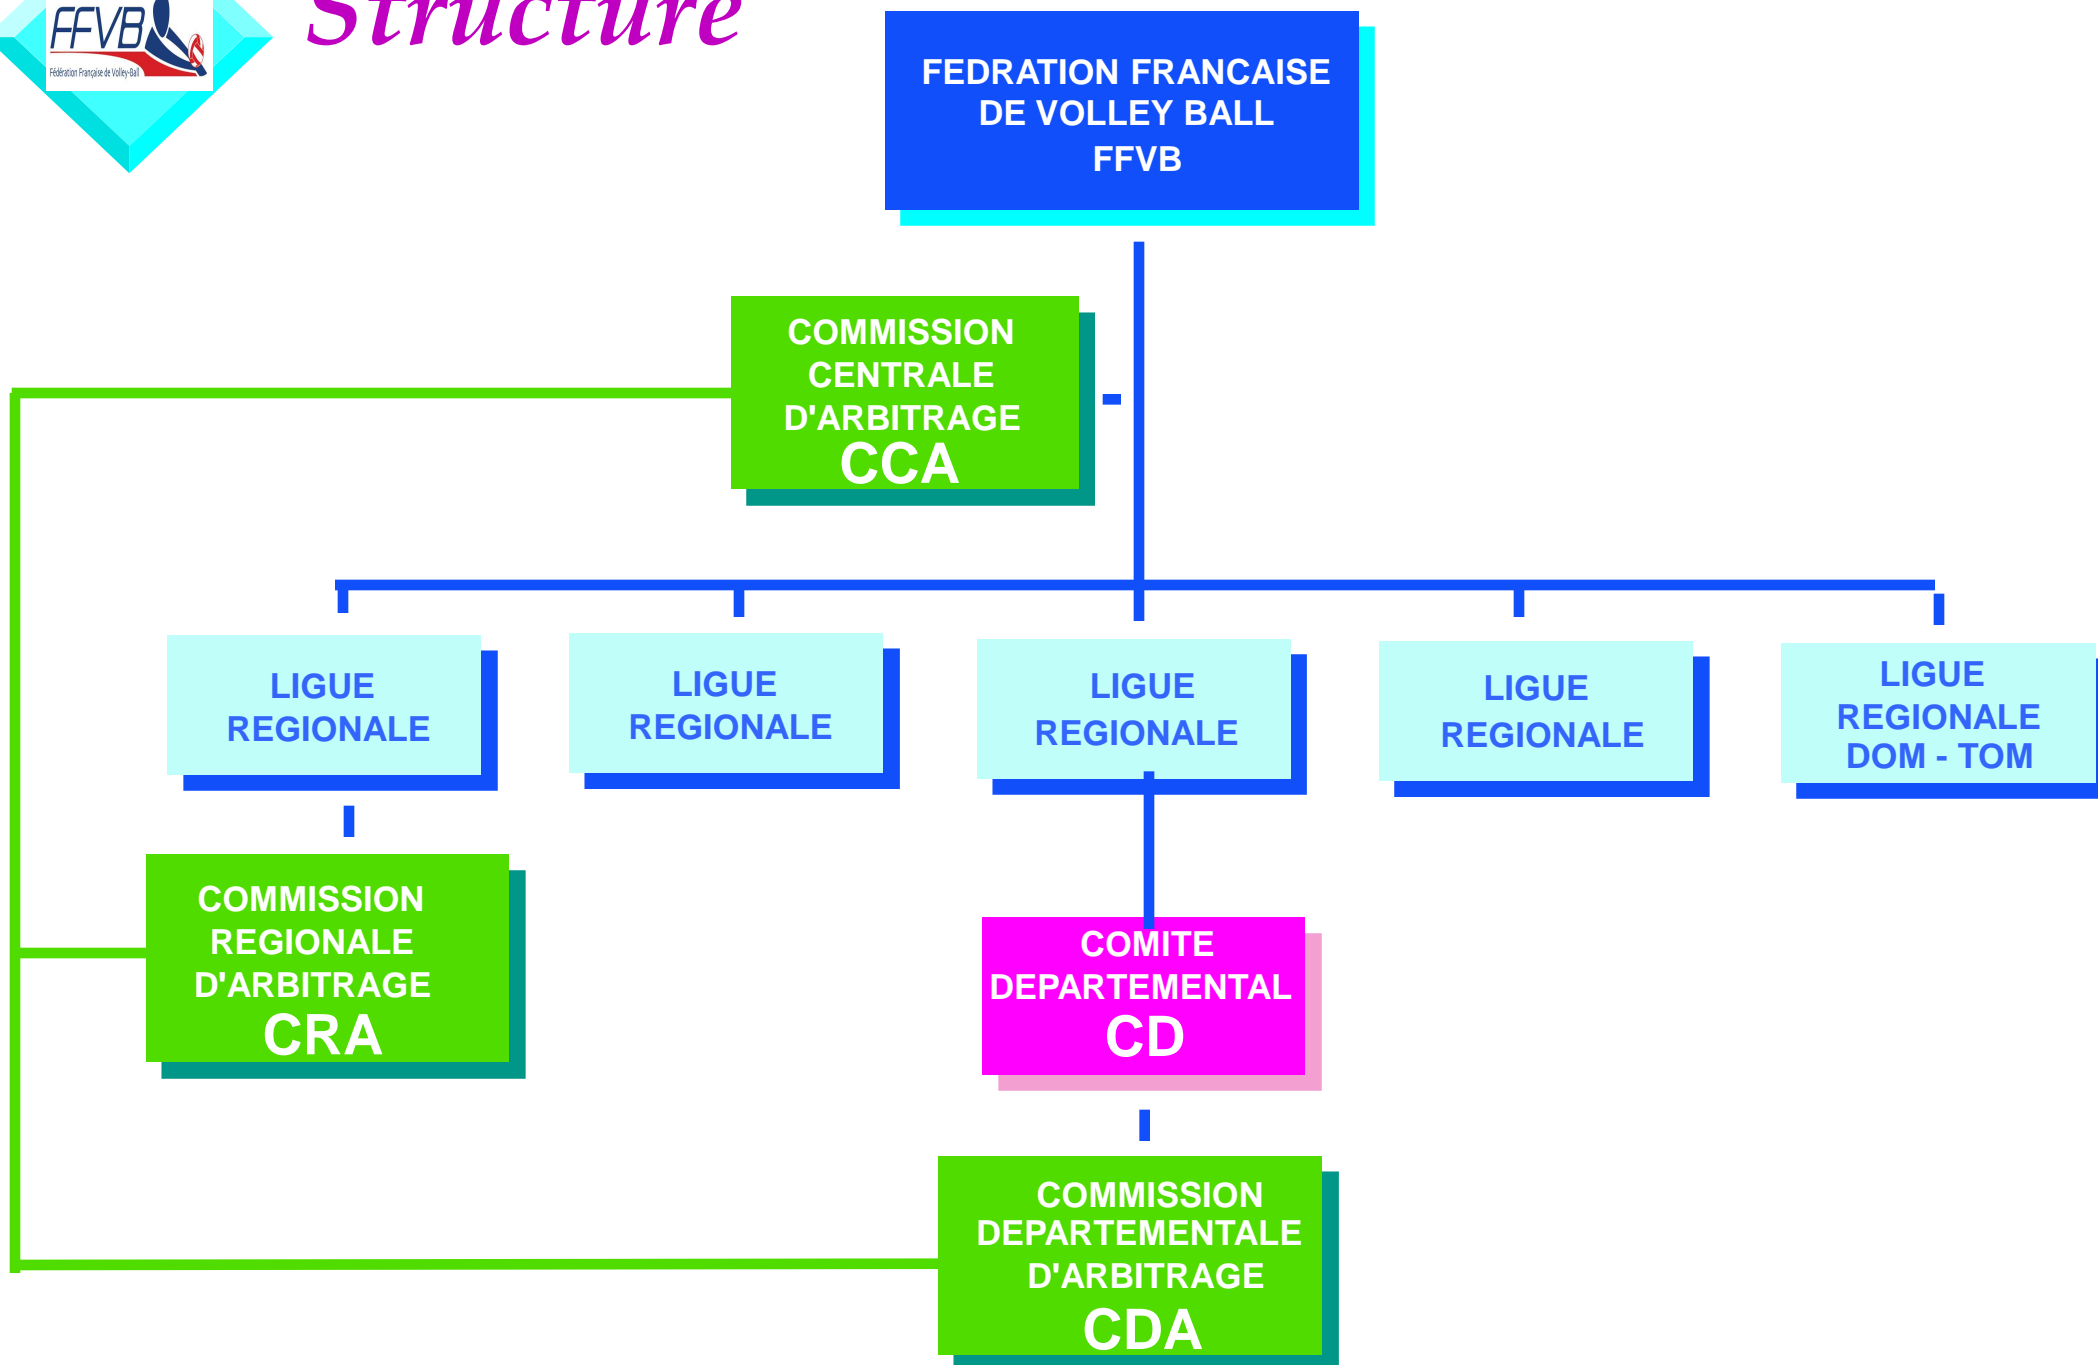 Structure
FFVB
Fédération Française de Volley-Ball
FEDRATION FRANCAISE
DE VOLLEY BALL
FFVB
COMMISSION
CENTRALE
D'ARBITRAGE
CCA
LIGUE
REGIONALE
LIGUE
REGIONALE
LIGUE
REGIONALE
LIGUE
REGIONALE
LIGUE
REGIONALE
DOM - TOM
COMMISSION
REGIONALE
D'ARBITRAGE
CRA
COMITE
DEPARTEMENTAL
CD
COMMISSION
DEPARTEMENTALE
D'ARBITRAGE
CDA